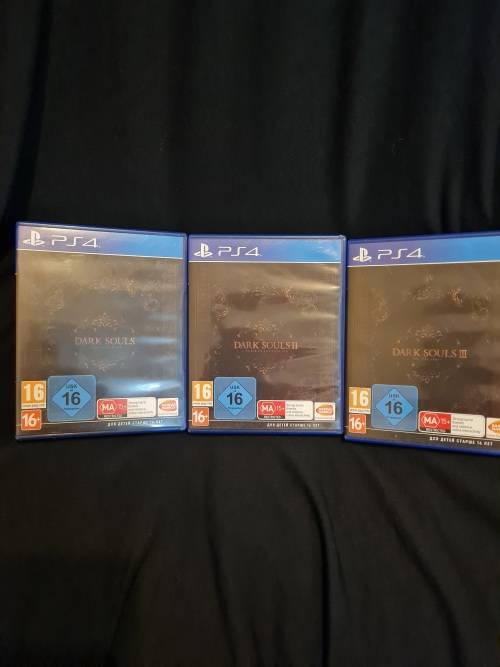 PS4
DARK SOULS
16
16+
USK
16
MA 15+
ДЛЯ ДЕТЕЙ СТАРШЕ 16 ЛЕТ
PS4
DARK SOULS II
16
16+
USK
16
MA 15+
ДЛЯ ДЕТЕЙ СТАРШЕ 16 ЛЕТ
PS4
DARK SOULS III
16
16+
USK
16
MA 15+
ДЛЯ ДЕТЕЙ СТАРШЕ 16 ЛЕТ